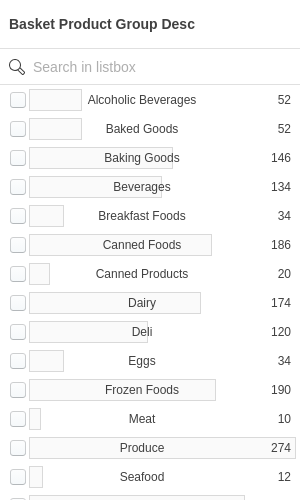 Basket Product Group Desc
Search in listbox
Alcoholic Beverages 52
Baked Goods 52
Baking Goods 146
Beverages 134
Breakfast Foods 34
Canned Foods 186
Canned Products 20
Dairy 174
Deli 120
Eggs 34
Frozen Foods 190
Meat 10
Produce 274
Seafood 12